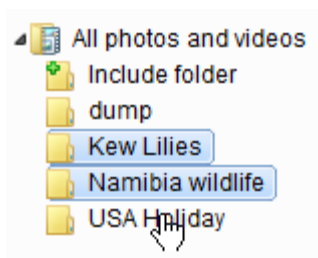 All photos and videos
Include folder
dump
Kew Lilies
Namibia wildlife
USA Holiday